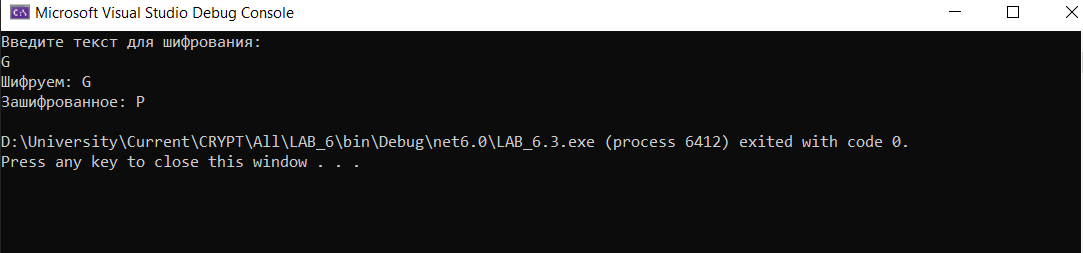 Microsoft Visual Studio Debug Console
Введите текст для шифрования:
G
Шифруем: G
Зашифрованное: P
D:\University\Current\CRYPT\All\LAB_6\bin\Debug\net6.0\LAB_6.3.exe (process 6412) exited with code 0.
Press any key to close this window . . .